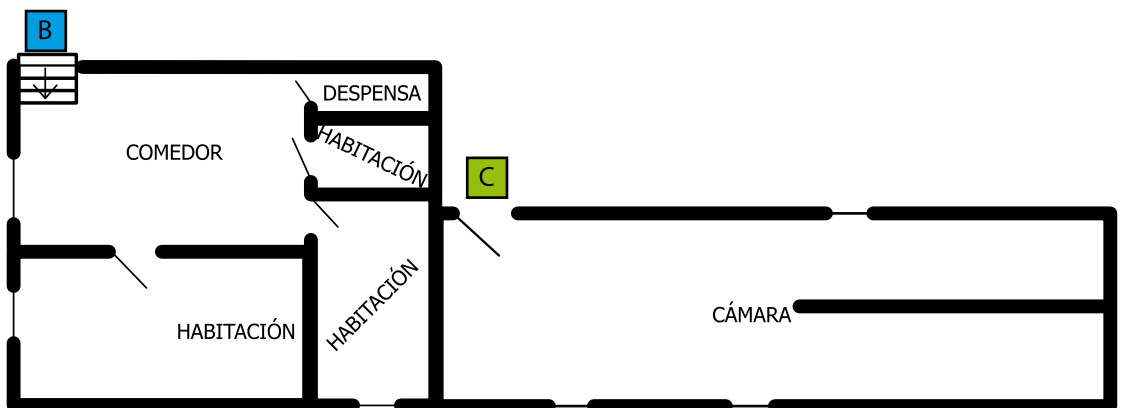 B
DESPENSA
HABITACIÓN
COMEDOR
C
HABITACIÓN
HABITACIÓN
CÁMARA